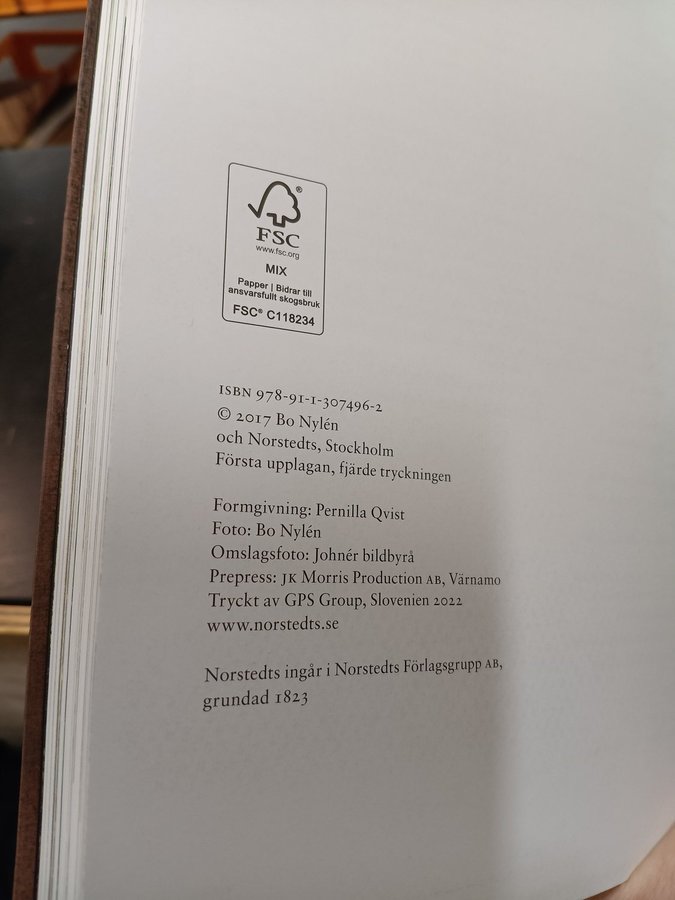 ®
FSC
www.fsc.org
MIX
Papper | Bidrar till
ansvarsfullt skogsbruk
FSC® C118234
ISBN 978-91-1-307496-2
© 2017 Bo Nylén
och Norstedts, Stockholm
Första upplagan, fjärde tryckningen
Formgivning: Pernilla Qvist
Foto: Bo Nylén
Omslagsfoto: Johnér bildbyrå
Prepress: JK Morris Production AB, Värnamo
Tryckt av GPS Group, Slovenien 2022
www.norstedts.se
Norstedts ingår i Norstedts Förlagsgrupp AB,
grundad 1823